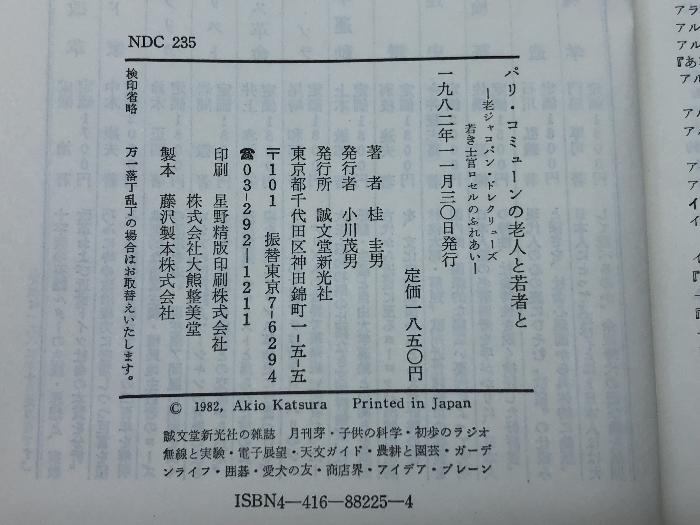 NDC 235
パリ・コミューンの老人と若者と
—老ジャコバン・ドレクリューズ
若き士官ロセルのふれあい—
一九八二年一一月三〇日発行
定価一八五〇円
著 者 桂 圭男
発行者 小川茂男
発行所 誠文堂新光社
東京都千代田区神田錦町一-五-五
〒101 振替東京7-6294
☎03-292-1211
印刷 星野精版印刷株式会社
株式会社大熊整美堂
製本 藤沢製本株式会社
検印省略 万一落丁乱丁の場合はお取替えいたします。
© 1982, Akio Katsura Printed in Japan
誠文堂新光社の雑誌 月刊芽・子供の科学・初歩のラジオ
無線と実験・電子展望・天文ガイド・農耕と園芸・ガーデ
ンライフ・囲碁・愛犬の友・商店界・アイデア・ブレーン
ISBN4-416-88225-4